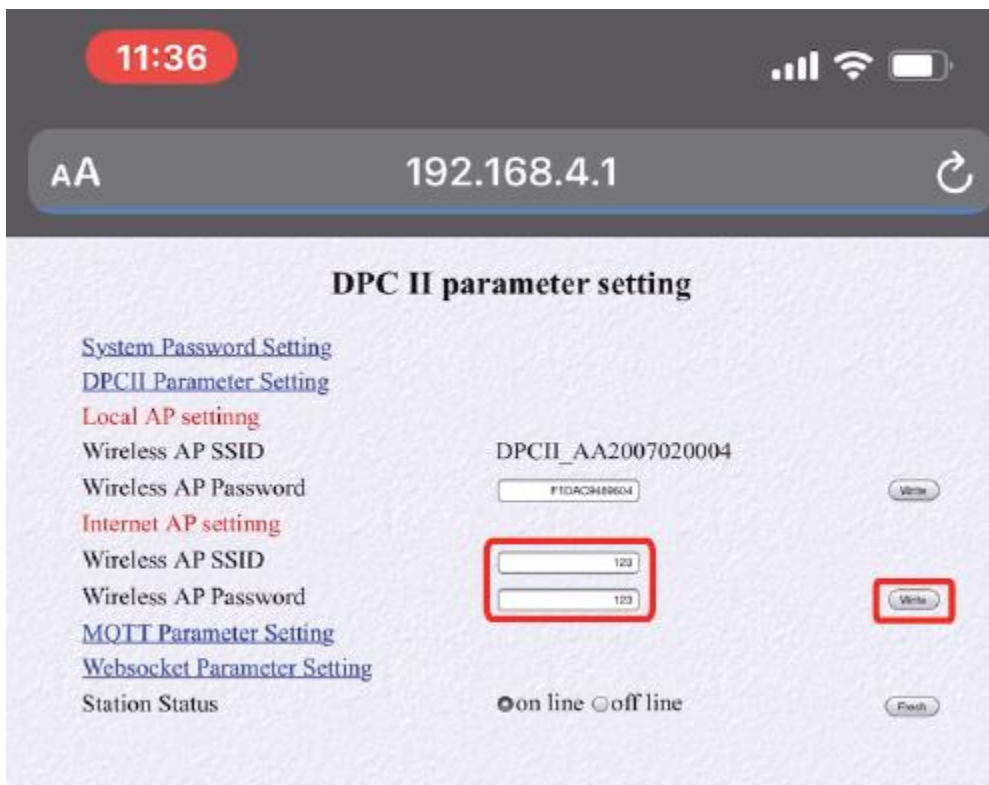 11:36
AA 192.168.4.1
DPC II parameter setting
System Password Setting
DPCII Parameter Setting
Local AP settinng
Wireless AP SSID DPCII_AA2007020004
Wireless AP Password F1DAC9489604 Write
Internet AP settinng
Wireless AP SSID 123
Wireless AP Password 123 Write
MQTT Parameter Setting
Websocket Parameter Setting
Station Status on line off line Fresh